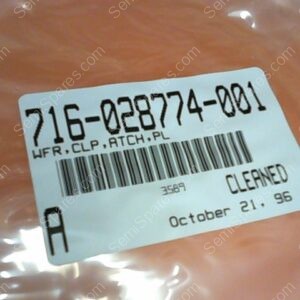 716-028774-001
WFR,CLP,ATCH,PL
3589
CLEANED
A
October 21, 96